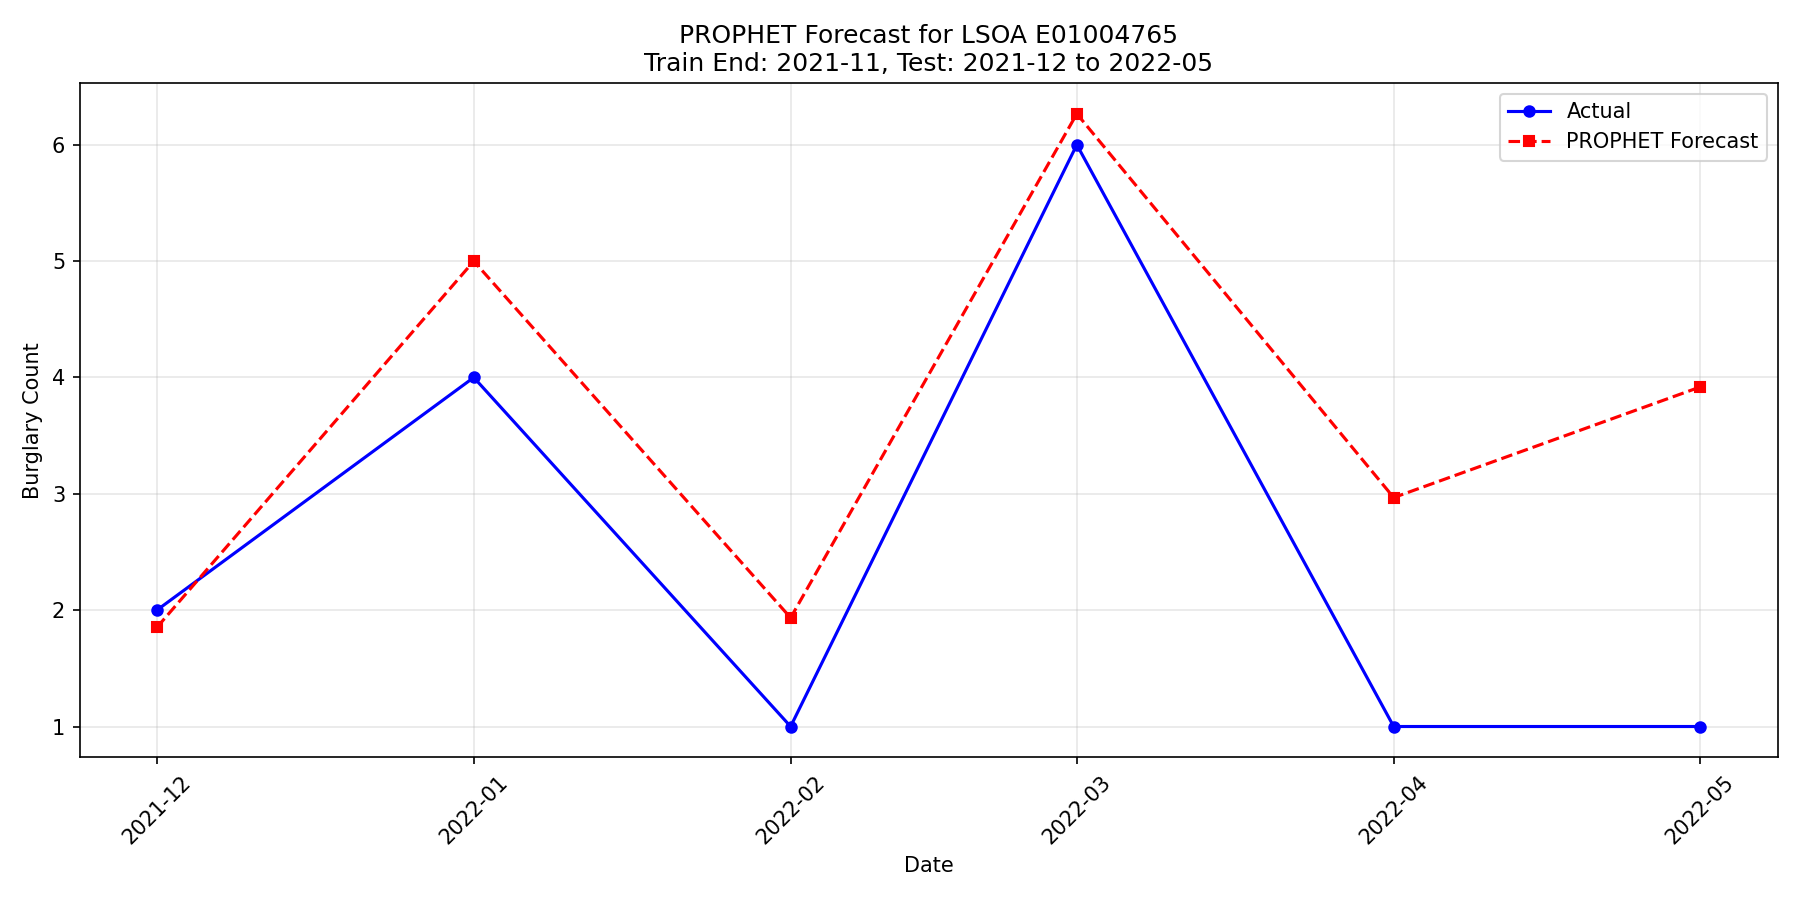 PROPHET Forecast for LSOA E01004765
Train End: 2021-11, Test: 2021-12 to 2022-05
Actual
PROPHET Forecast
Burglary Count
6
5
4
3
2
1
2021-12
2022-01
2022-02
2022-03
2022-04
2022-05
Date